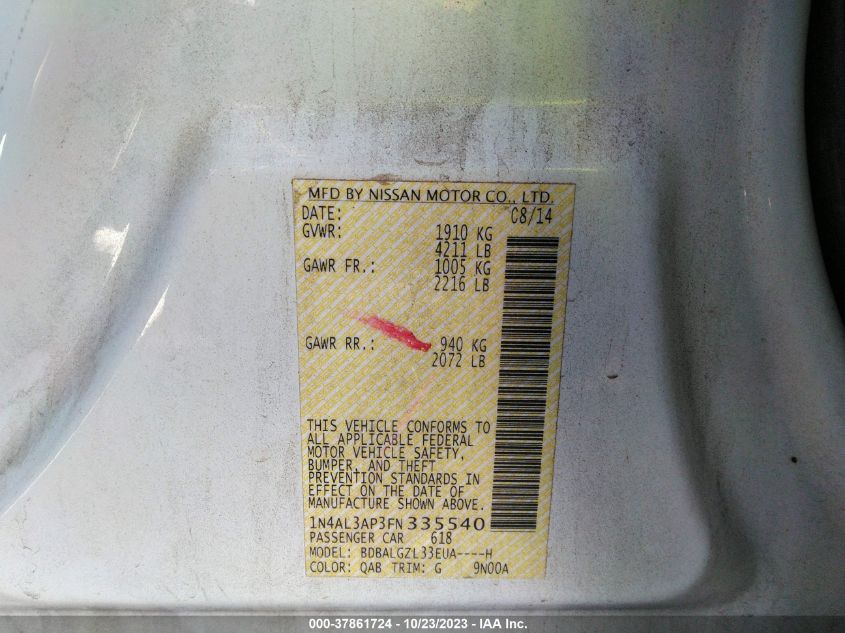 MFD BY NISSAN MOTOR CO., LTD.
DATE: 08/14
GVWR: 1910 KG
4211 LB
GAWR FR.: 1005 KG
2216 LB
GAWR RR.: 940 KG
2072 LB
THIS VEHICLE CONFORMS TO
ALL APPLICABLE FEDERAL
MOTOR VEHICLE SAFETY,
BUMPER, AND THEFT
PREVENTION STANDARDS IN
EFFECT ON THE DATE OF
MANUFACTURE SHOWN ABOVE.
1N4AL3AP3FN335540
PASSENGER CAR 618
MODEL: BDBALGZL33EUA----H
COLOR: QAB TRIM: G 9N00A
000-37861724 - 10/23/2023 - IAA Inc.